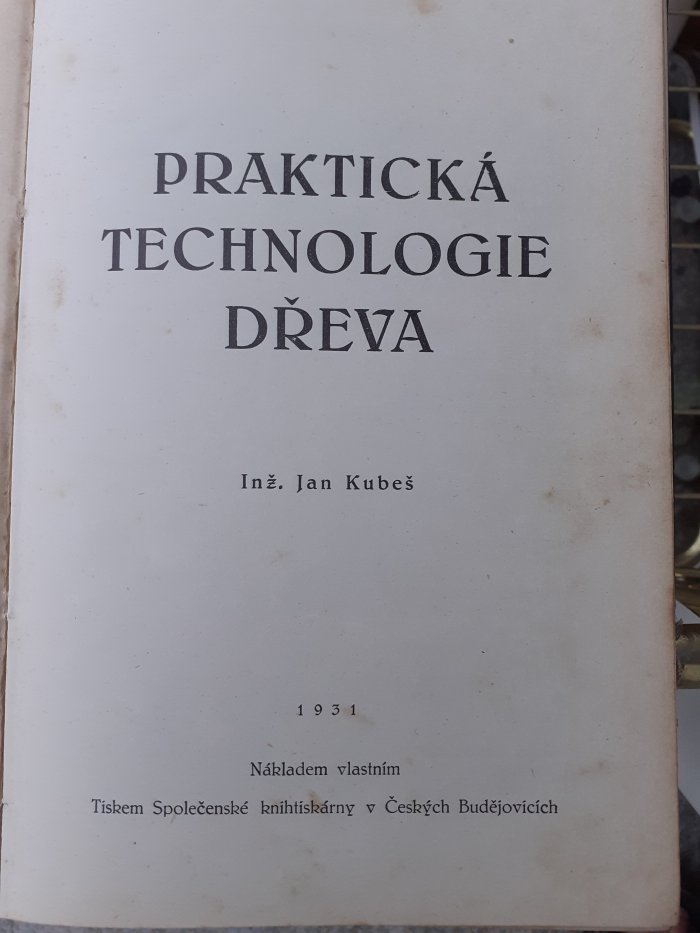 PRAKTICKÁ
TECHNOLOGIE
DŘEVA
Inž. Jan Kubeš
1931
Nákladem vlastním
Tiskem Společenské knihtiskárny v Českých Budějovicích